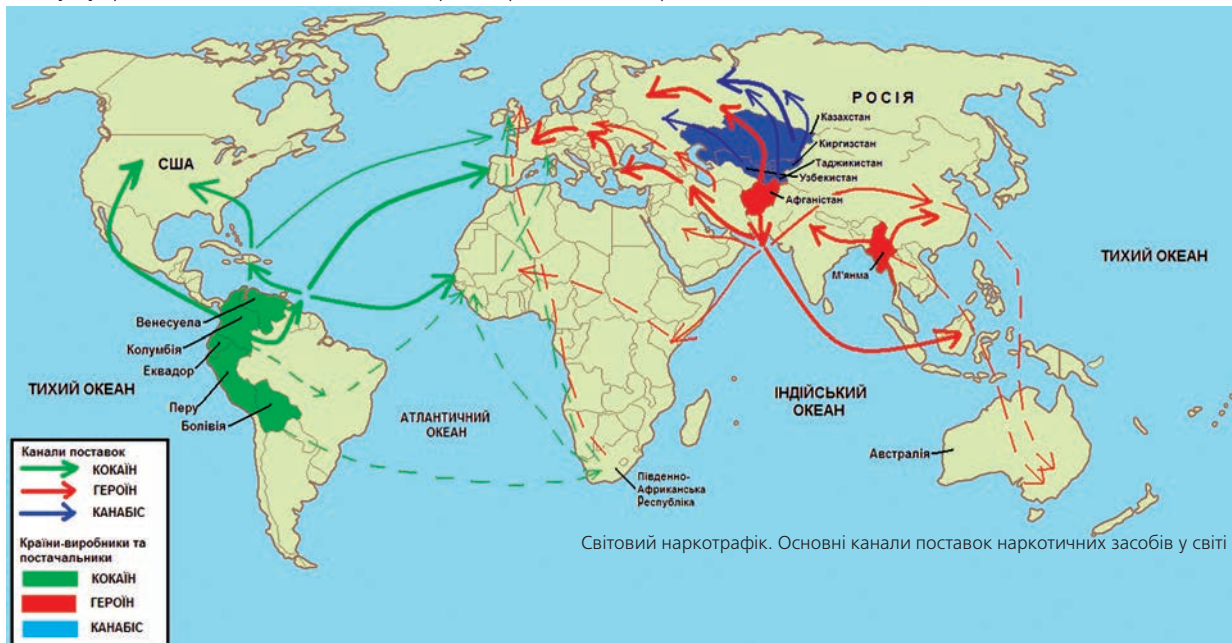 РОСІЯ
Казахстан
Киргизстан
Таджикистан
Узбекистан
Афганістан
США
ТИХИЙ ОКЕАН
М'янма
Венесуела
Колумбія
Еквадор
ТИХИЙ ОКЕАН
Перу
Болівія
АТЛАНТИЧНИЙ
ОКЕАН
ІНДІЙСЬКИЙ
ОКЕАН
Австралія
Південно-
Африканська
Республіка
Канали поставок
КОКАЇН
ГЕРОЇН
КАНАБІС
Країни-виробники та
постачальники
КОКАЇН
ГЕРОЇН
КАНАБІС
Світовий наркотрафік. Основні канали поставок наркотичних засобів у світі